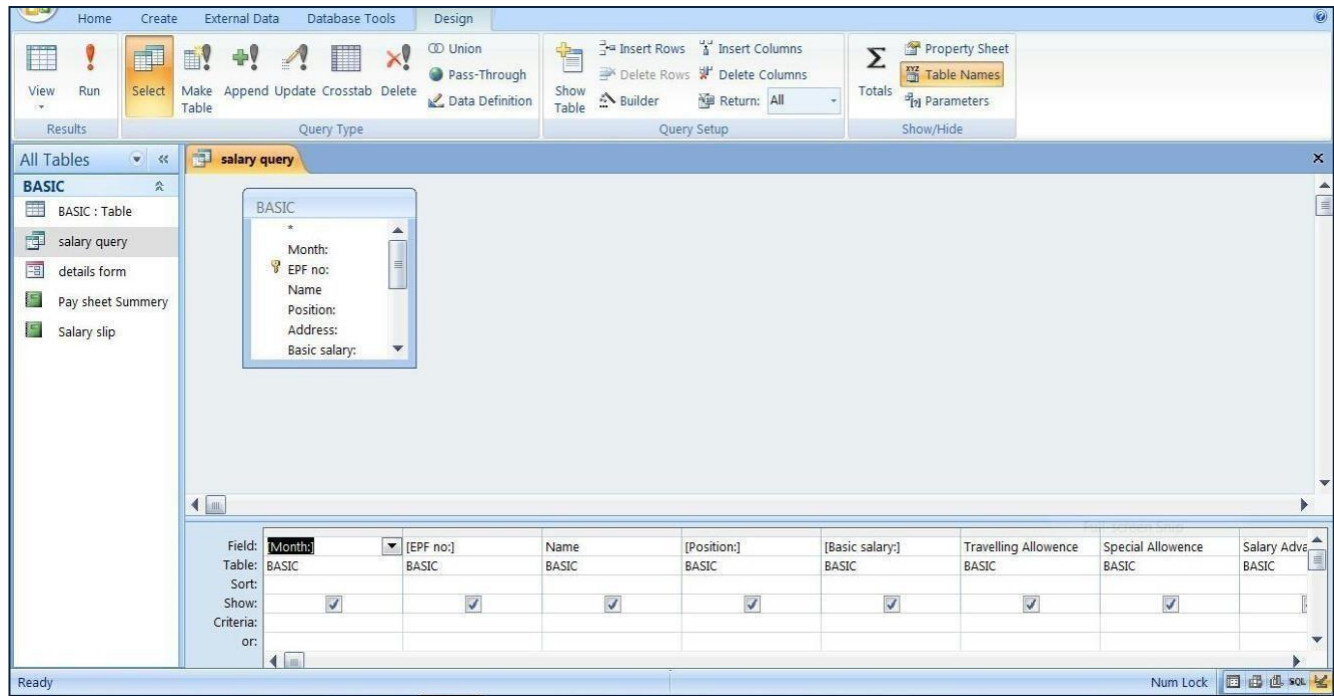 Home Create External Data Database Tools Design
Union Insert Rows Insert Columns Property Sheet
Pass-Through Delete Rows Delete Columns Table Names
View Run Select Make Table Append Update Crosstab Delete Data Definition Show Table Builder Return: All Totals Parameters
Results Query Type Query Setup Show/Hide
All Tables salary query
BASIC
BASIC : Table
salary query
details form
Pay sheet Summery
Salary slip
BASIC
*
Month:
EPF no:
Name
Position:
Address:
Basic salary:
Full-screen Snip
Field: [Month:] [EPF no:] Name [Position:] [Basic salary:] Travelling Allowence Special Allowence Salary Adva
Table: BASIC BASIC BASIC BASIC BASIC BASIC BASIC BASIC
Sort:
Show:
Criteria:
or:
Ready Num Lock SQL